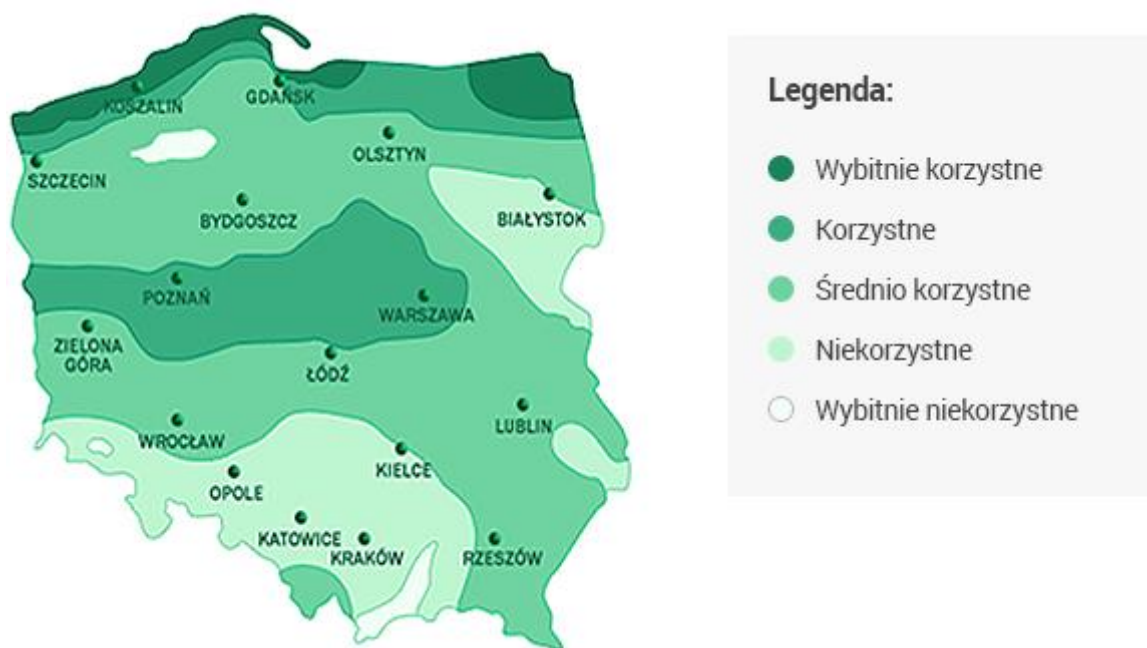 KOSZALIN
GDAŃSK
OLSZTYN
SZCZECIN
BYDGOSZCZ
BIAŁYSTOK
POZNAŃ
WARSZAWA
ZIELONA
GÓRA
ŁÓDŹ
WROCŁAW
LUBLIN
KIELCE
OPOLE
KATOWICE
KRAKÓW
RZESZÓW
Legenda:
Wybitnie korzystne
Korzystne
Średnio korzystne
Niekorzystne
Wybitnie niekorzystne